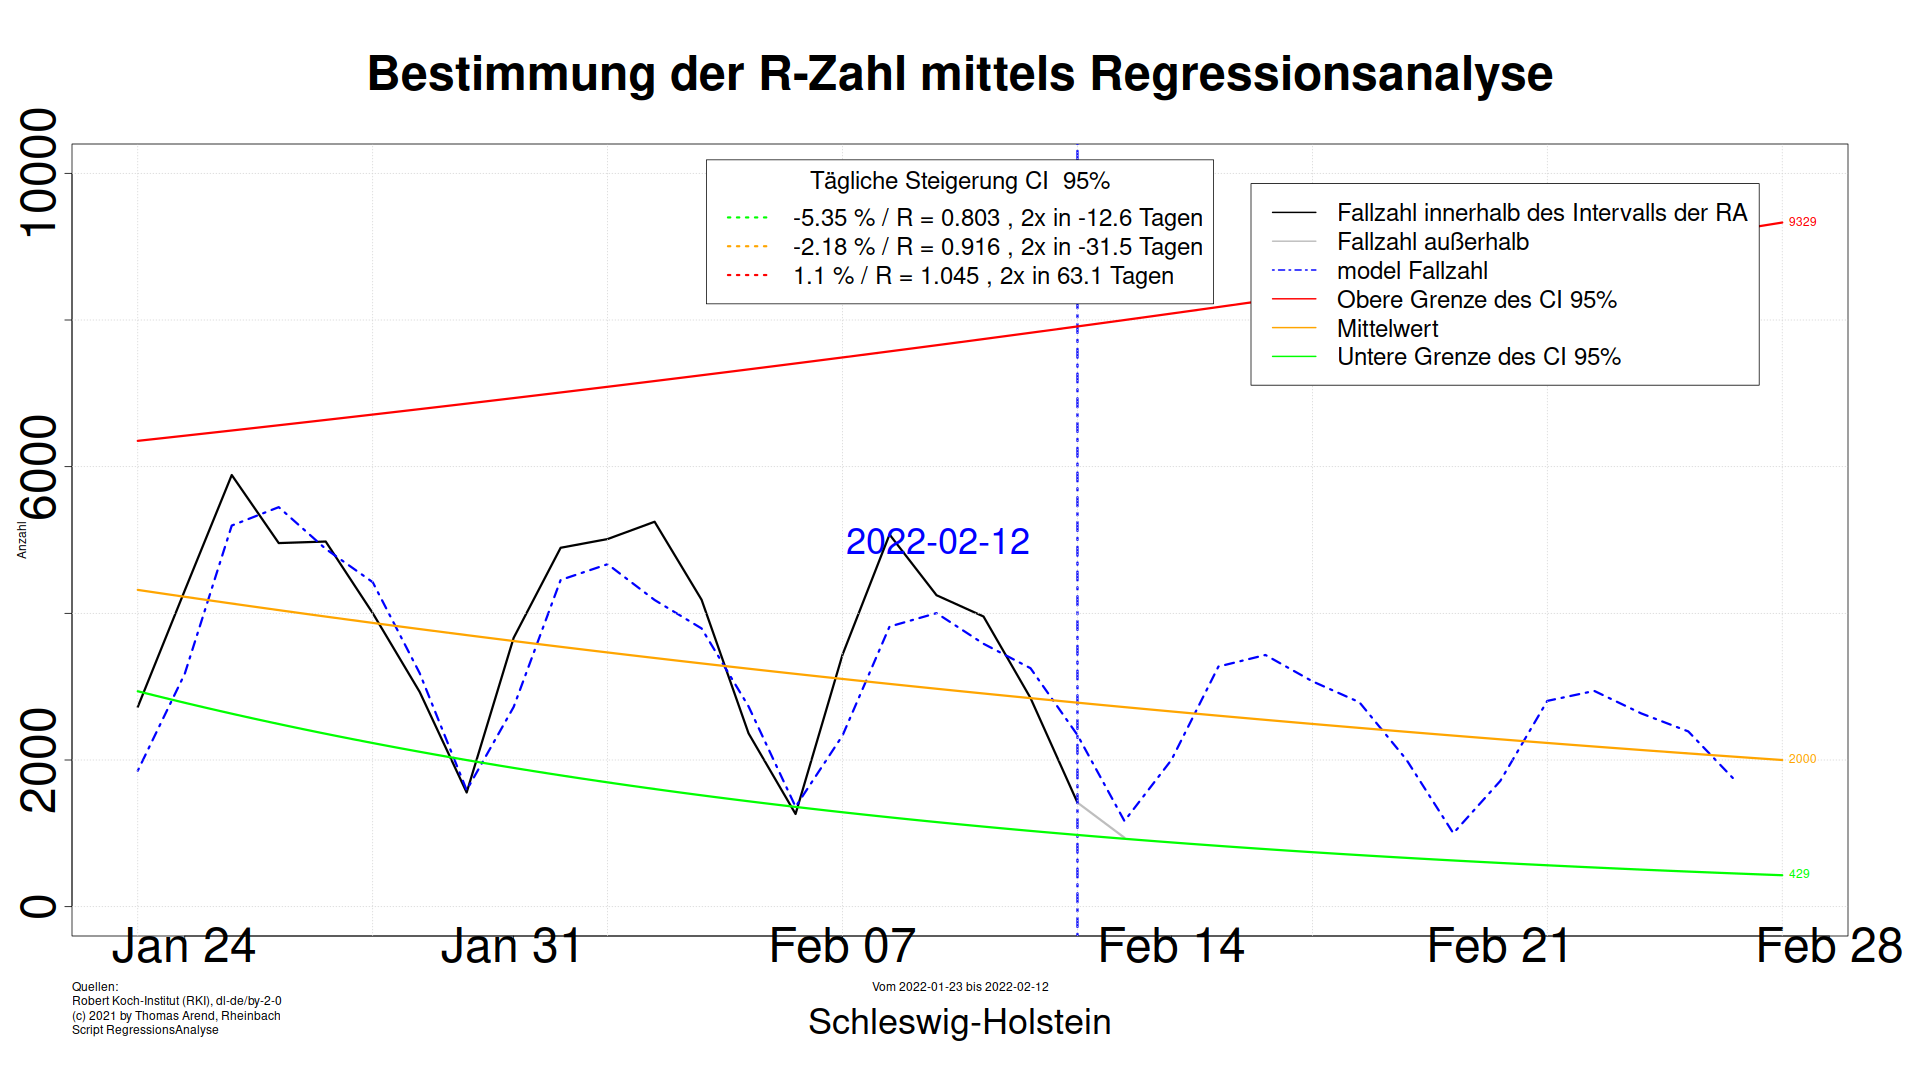 Bestimmung der R-Zahl mittels Regressionsanalyse
10000
6000
2000
0
Anzahl
Tägliche Steigerung CI  95%
-5.35 % / R = 0.803 , 2x in -12.6 Tagen
-2.18 % / R = 0.916 , 2x in -31.5 Tagen
1.1 % / R = 1.045 , 2x in 63.1 Tagen
Fallzahl innerhalb des Intervalls der RA
Fallzahl außerhalb
model Fallzahl
Obere Grenze des CI 95%
Mittelwert
Untere Grenze des CI 95%
9329
2022-02-12
2000
429
Jan 24 Jan 31 Feb 07 Feb 14 Feb 21 Feb 28
Quellen:
Robert Koch-Institut (RKI), dl-de/by-2-0
(c) 2021 by Thomas Arend, Rheinbach
Script RegressionsAnalyse
Vom 2022-01-23 bis 2022-02-12
Schleswig-Holstein